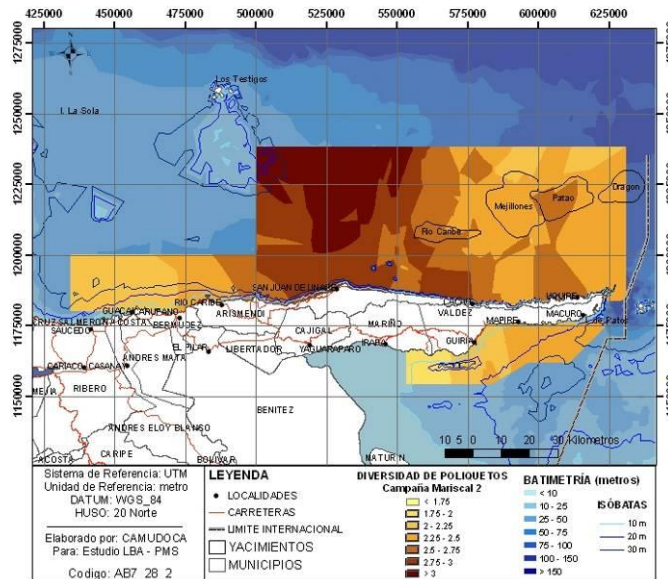 425000 450000 475000 500000 525000 550000 575000 600000 625000
1275000
1250000
1225000
1200000
1175000
1150000
Los Testigos
I. La Sola
Dragon
Patao
Mejillones
Rio Caribe
SAN JUAN DE UNARE
RIO CARIBE
UQUIRE
MACURO
I. de Patos
VALDEZ
MAPIRE
GUIRIA
MARIÑO
IRAPA
CAJIGAL
YAGUARAPARO
ARISMENDI
CARUPANO
BERMUDEZ
CRUZ SALMERON ACOSTA
SAUCEDO
EL PILAR
LIBERTADOR
ANDRES MATA
CARIACO
CASANAY
RIBERO
MEJIA
BENITEZ
ANDRES ELOY BLANCO
CARIPE
ACOSTA
BOLIVAR
MATURIN
10 5 0 10 20 30 Kilometros
Sistema de Referencia: UTM
Unidad de Referencia: metro
DATUM: WGS_84
HUSO: 20 Norte
Elaborado por: CAMUDOCA
Para: Estudio LBA - PMS
Codigo: AB7_28_2
LEYENDA
LOCALIDADES
CARRETERAS
LIMITE INTERNACIONAL
YACIMIENTOS
MUNICIPIOS
DIVERSIDAD DE POLIQUETOS
Campaña Mariscal 2
< 1.75
1.75 - 2
2 - 2.25
2.25 - 2.5
2.5 - 2.75
2.75 - 3
> 3
BATIMETRÍA (metros)
< 10
10 - 25
25 - 50
50 - 75
75 - 100
100 - 150
> 150
ISÓBATAS
10 m
20 m
30 m